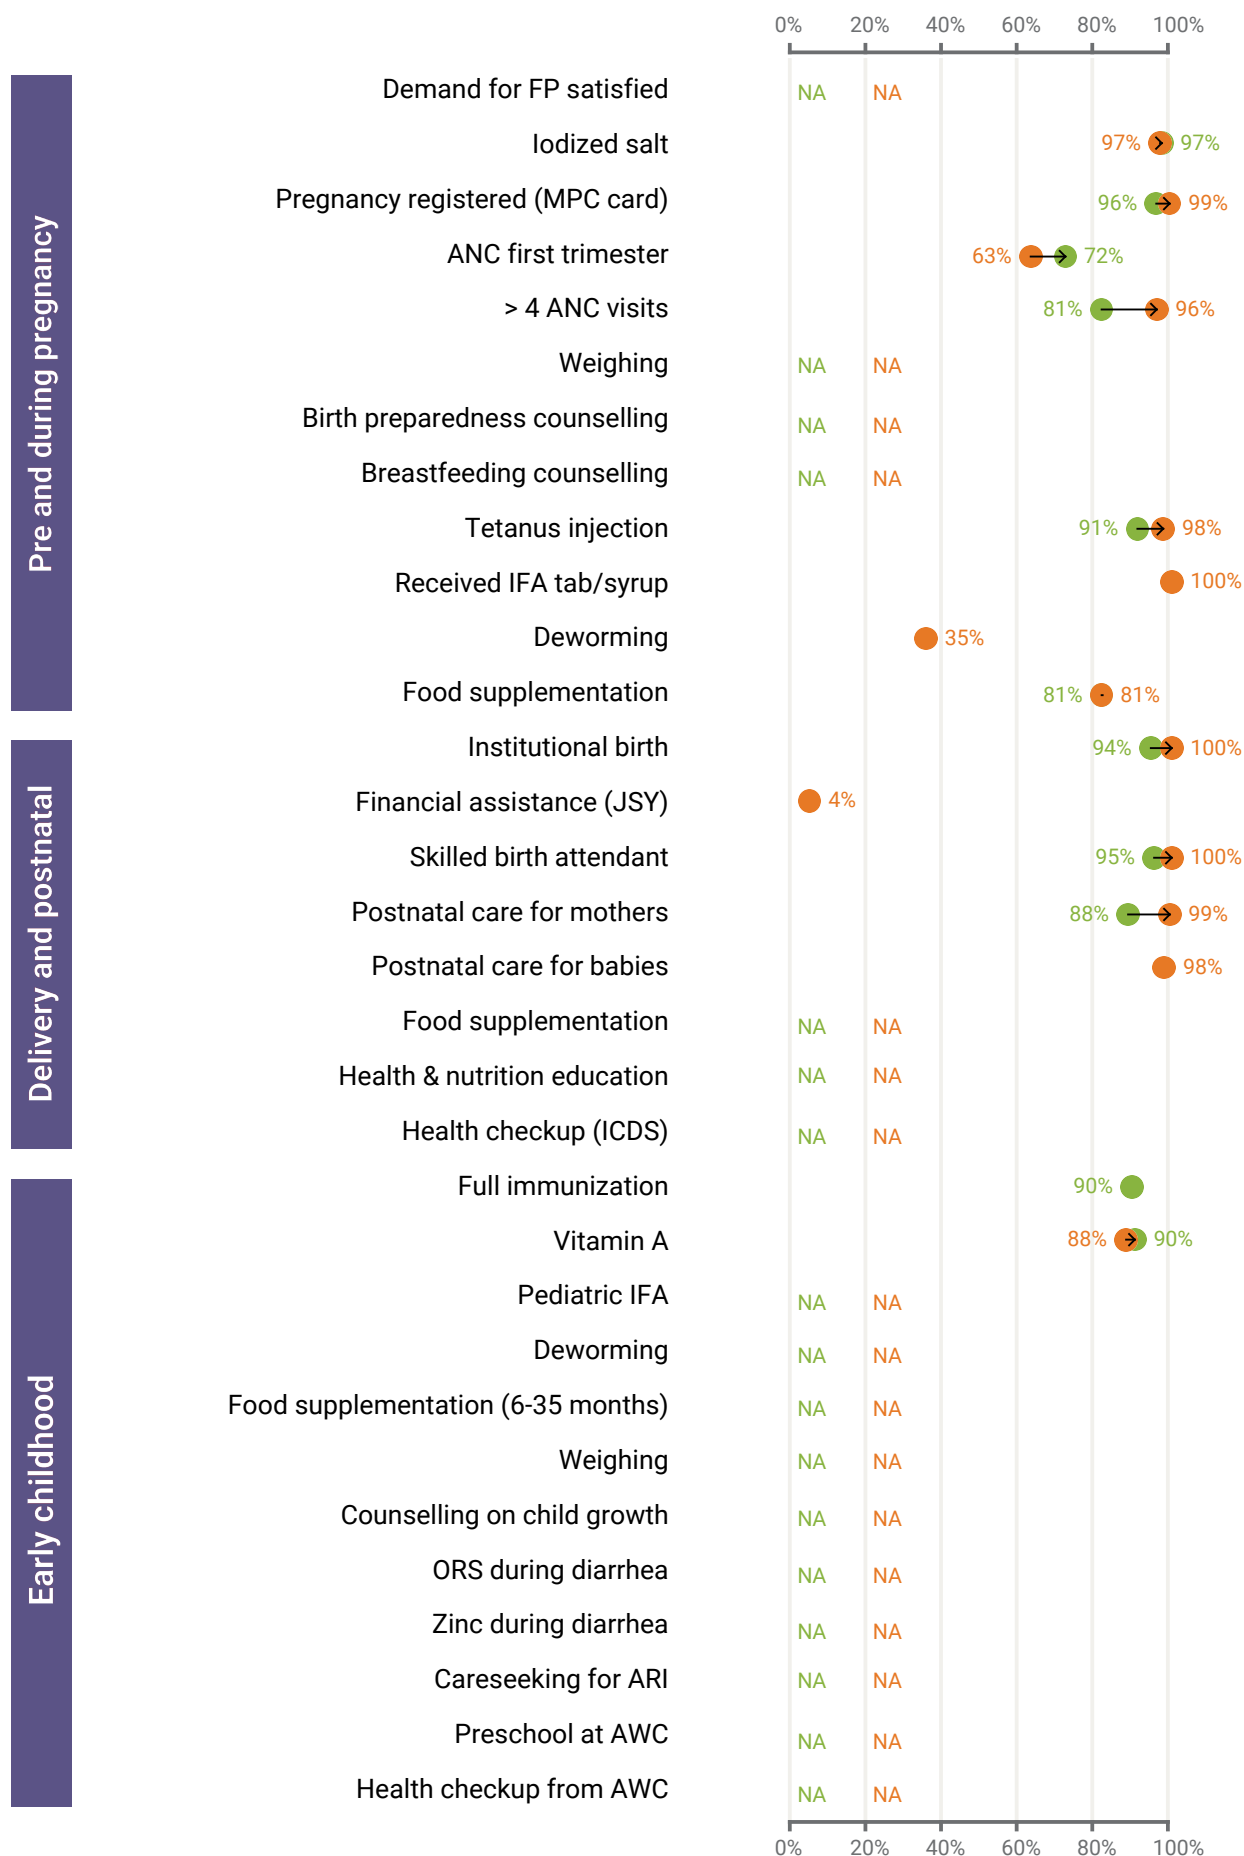 0% 20% 40% 60% 80% 100%
Pre and during pregnancy
Demand for FP satisfied NA NA
Iodized salt 97% 97%
Pregnancy registered (MPC card) 96% 99%
ANC first trimester 63% 72%
> 4 ANC visits 81% 96%
Weighing NA NA
Birth preparedness counselling NA NA
Breastfeeding counselling NA NA
Tetanus injection 91% 98%
Received IFA tab/syrup 100%
Deworming 35%
Food supplementation 81% 81%
Delivery and postnatal
Institutional birth 94% 100%
Financial assistance (JSY) 4%
Skilled birth attendant 95% 100%
Postnatal care for mothers 88% 99%
Postnatal care for babies 98%
Food supplementation NA NA
Health & nutrition education NA NA
Health checkup (ICDS) NA NA
Early childhood
Full immunization 90%
Vitamin A 88% 90%
Pediatric IFA NA NA
Deworming NA NA
Food supplementation (6-35 months) NA NA
Weighing NA NA
Counselling on child growth NA NA
ORS during diarrhea NA NA
Zinc during diarrhea NA NA
Careseeking for ARI NA NA
Preschool at AWC NA NA
Health checkup from AWC NA NA
0% 20% 40% 60% 80% 100%